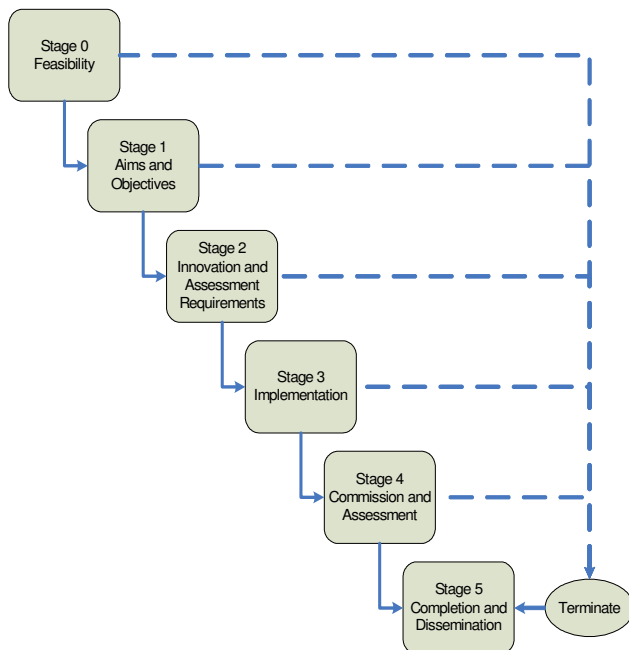 Stage 0
Feasibility
Stage 1
Aims and
Objectives
Stage 2
Innovation and
Assessment
Requirements
Stage 3
Implementation
Stage 4
Commission and
Assessment
Stage 5
Completion and
Dissemination
Terminate